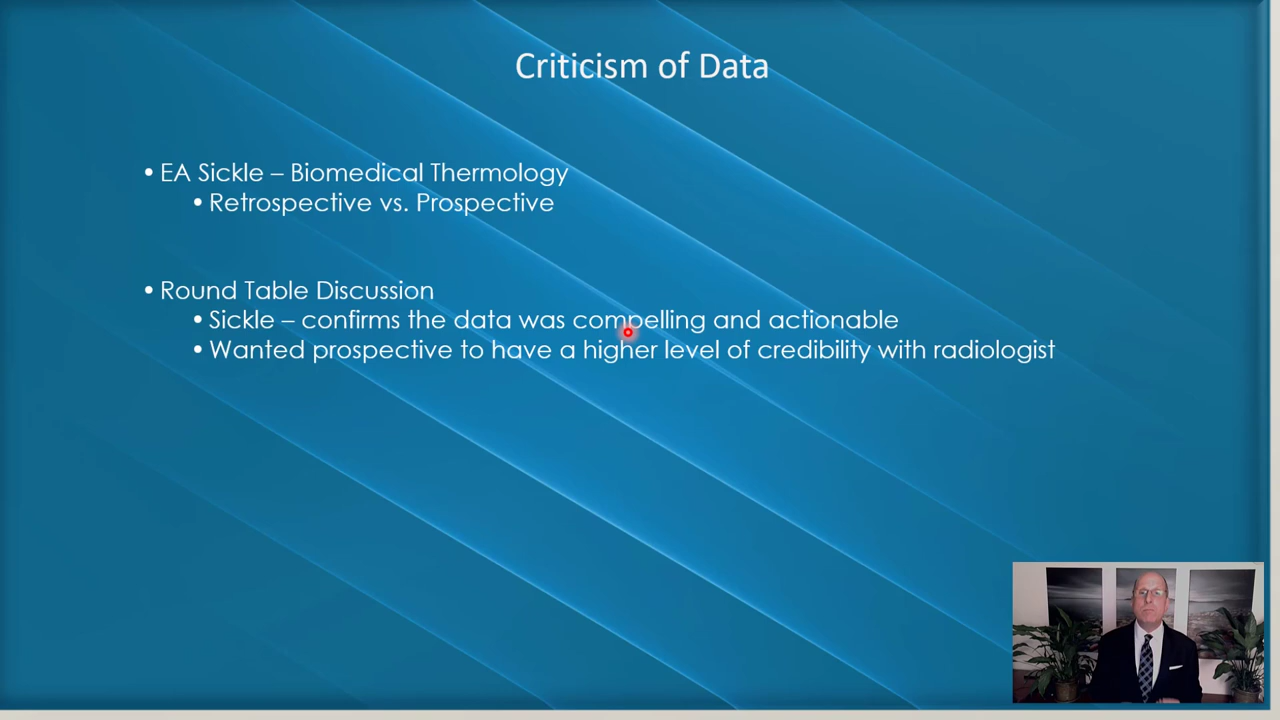 Criticism of Data
• EA Sickle – Biomedical Thermology
• Retrospective vs. Prospective
• Round Table Discussion
• Sickle – confirms the data was compelling and actionable
• Wanted prospective to have a higher level of credibility with radiologist